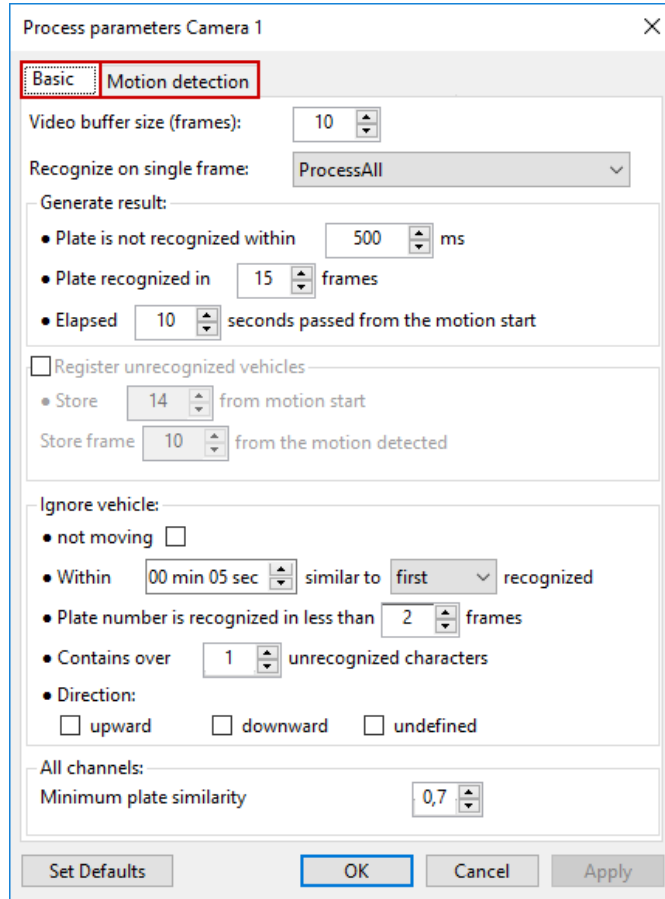 Process parameters Camera 1
Basic Motion detection
Video buffer size (frames): 10
Recognize on single frame: ProcessAll
Generate result:
• Plate is not recognized within 500 ms
• Plate recognized in 15 frames
• Elapsed 10 seconds passed from the motion start
Register unrecognized vehicles
• Store 14 from motion start
Store frame 10 from the motion detected
Ignore vehicle:
• not moving
• Within 00 min 05 sec similar to first recognized
• Plate number is recognized in less than 2 frames
• Contains over 1 unrecognized characters
• Direction:
upward downward undefined
All channels:
Minimum plate similarity 0,7
Set Defaults OK Cancel Apply